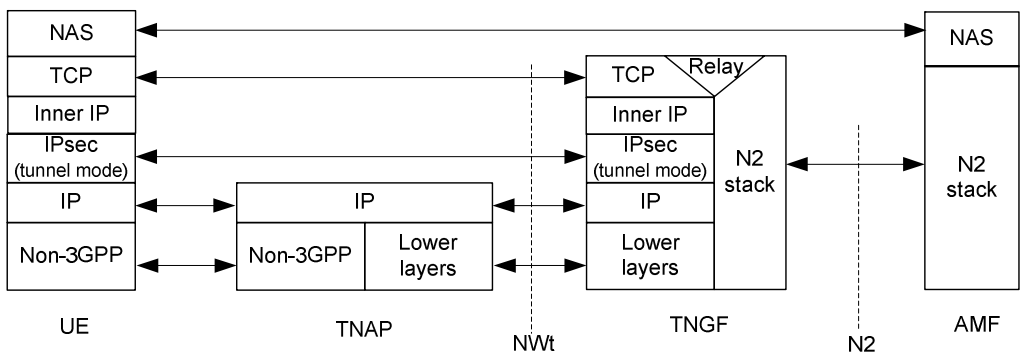 NAS
TCP
Inner IP
IPsec
(tunnel mode)
IP
Non-3GPP
UE
IP
Non-3GPP
Lower
layers
TNAP
NWt
TCP
Relay
Inner IP
IPsec
(tunnel mode)
IP
Lower
layers
N2
stack
TNGF
N2
NAS
N2
stack
AMF